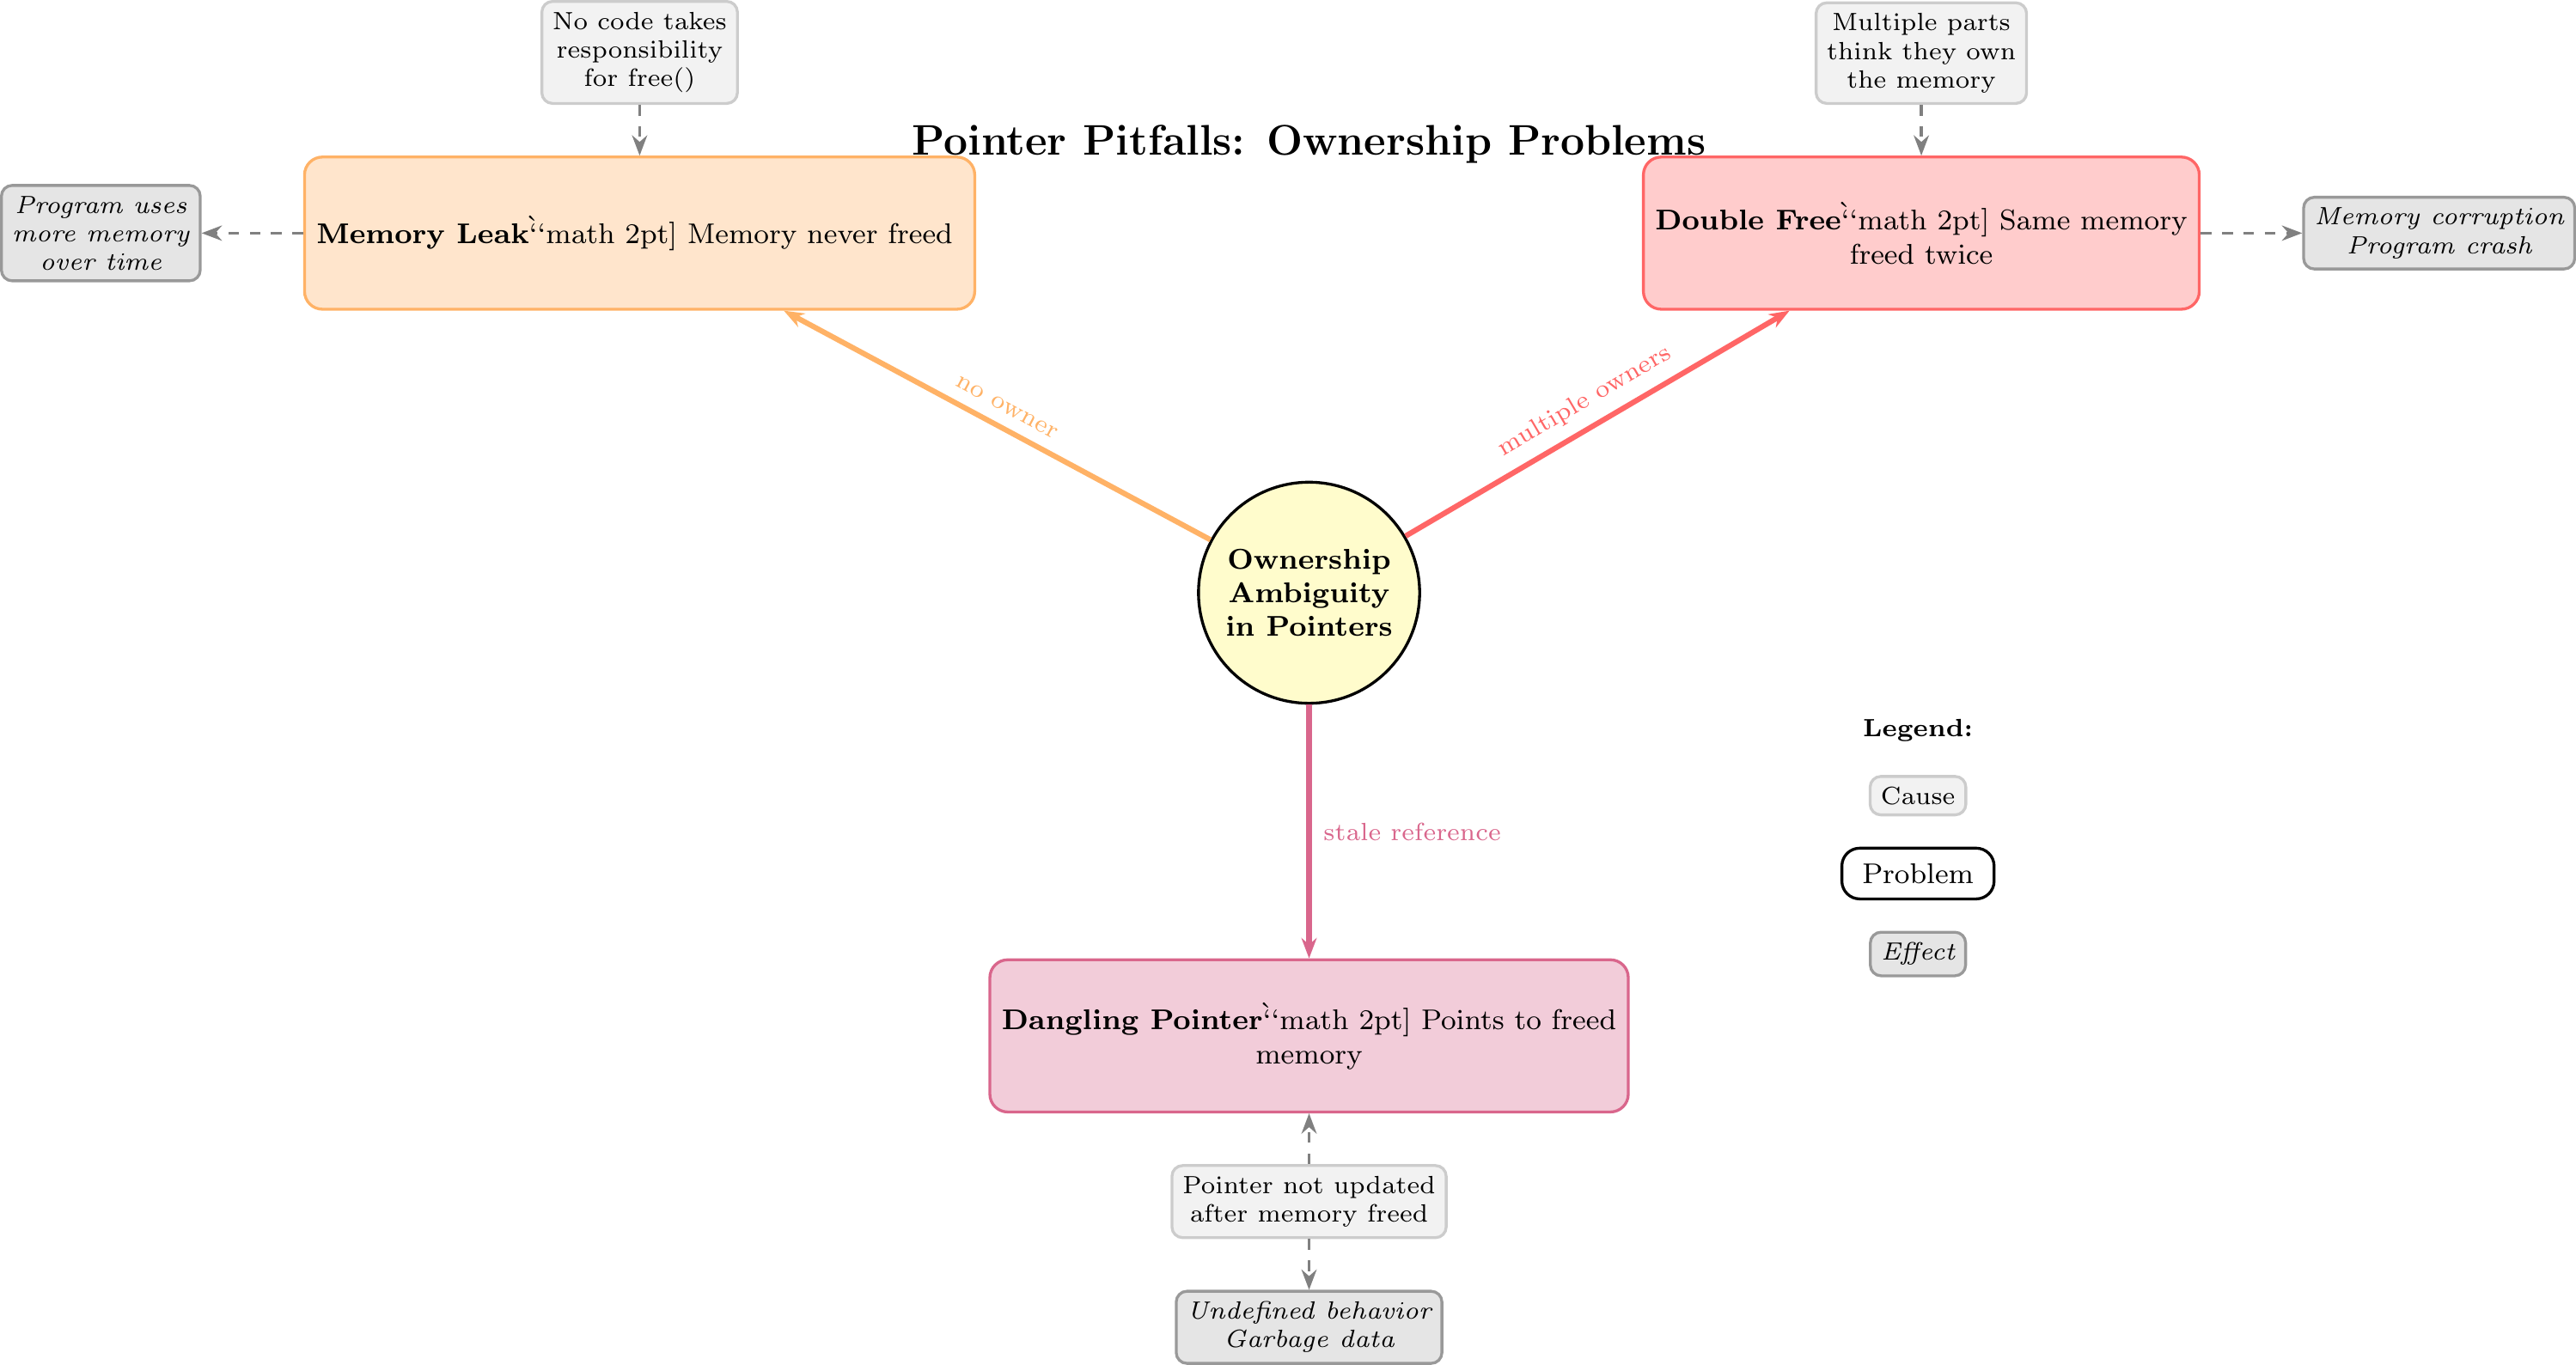 No code takes
responsibility
for free()
Multiple parts
think they own
the memory
Pointer Pitfalls: Ownership Problems
Program uses
more memory
over time
Memory Leak`‘‘math 2pt] Memory never freed
Double Free`‘‘math 2pt] Same memory
freed twice
Memory corruption
Program crash
no owner
multiple owners
Ownership
Ambiguity
in Pointers
Legend:
Cause
stale reference
Problem
Effect
Dangling Pointer`‘‘math 2pt] Points to freed
memory
Pointer not updated
after memory freed
Undefined behavior
Garbage data